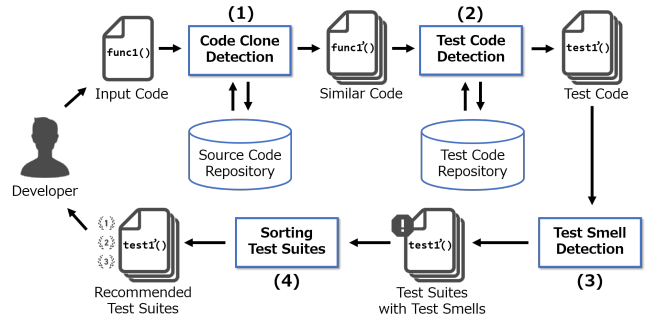 (1)
(2)
func1()
Code Clone
Detection
func1’()
Test Code
Detection
test1’()
Input Code
Similar Code
Test Code
Source Code
Repository
Test Code
Repository
Developer
1
2
3
test1’()
Sorting
Test Suites
!
test1’()
Test Smell
Detection
(4)
(3)
Recommended
Test Suites
Test Suites
with Test Smells